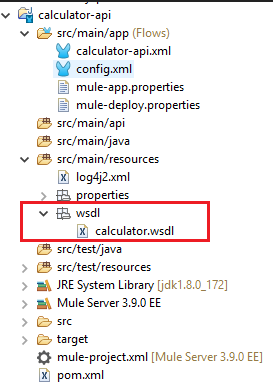 calculator-api
src/main/app (Flows)
calculator-api.xml
config.xml
mule-app.properties
mule-deploy.properties
src/main/api
src/main/java
src/main/resources
log4j2.xml
properties
wsdl
calculator.wsdl
src/test/java
src/test/resources
JRE System Library [jdk1.8.0_172]
Mule Server 3.9.0 EE
src
target
mule-project.xml [Mule Server 3.9.0 EE]
pom.xml